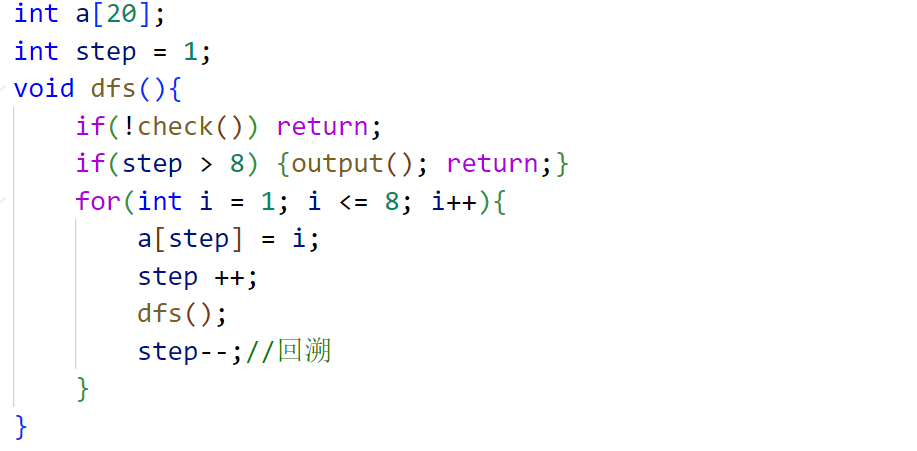 int a[20];
int step = 1;
void dfs(){
    if(!check()) return;
    if(step > 8) {output(); return;}
    for(int i = 1; i <= 8; i++){
        a[step] = i;
        step ++;
        dfs();
        step--;//回溯
    }
}